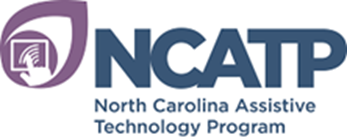 NCATP
North Carolina Assistive
Technology Program